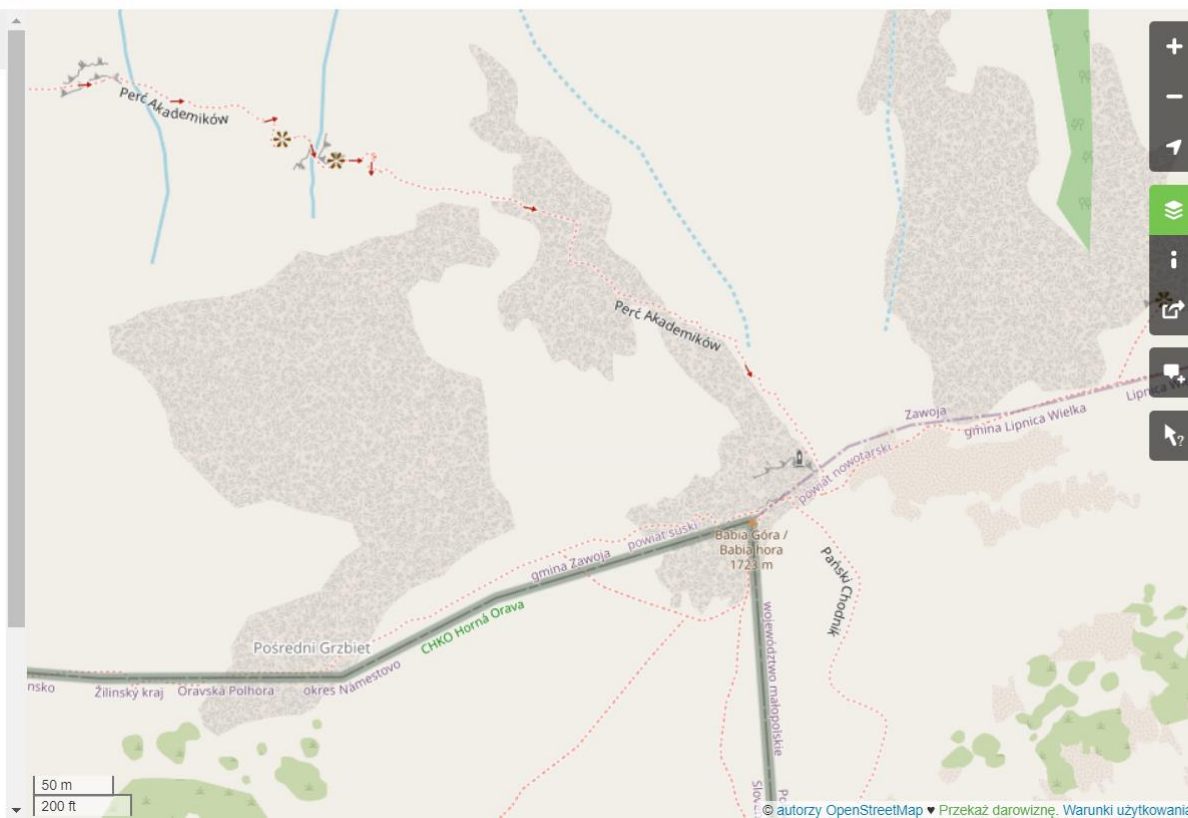 Perć Akademików
Perć Akademików
Zawoja
gmina Lipnica Wielka
powiat nowotarski
powiat suski
gmina Zawoja
Babia Góra /
Babia hora
1723 m
Pański Chodnik
CHKO Horná Orava
Pośredni Grzbiet
Žilinský kraj
Oravská Polhora
okres Námestovo
województwo małopolskie
50 m
200 ft
© autorzy OpenStreetMap ♥ Przekaż darowiznę. Warunki użytkowania